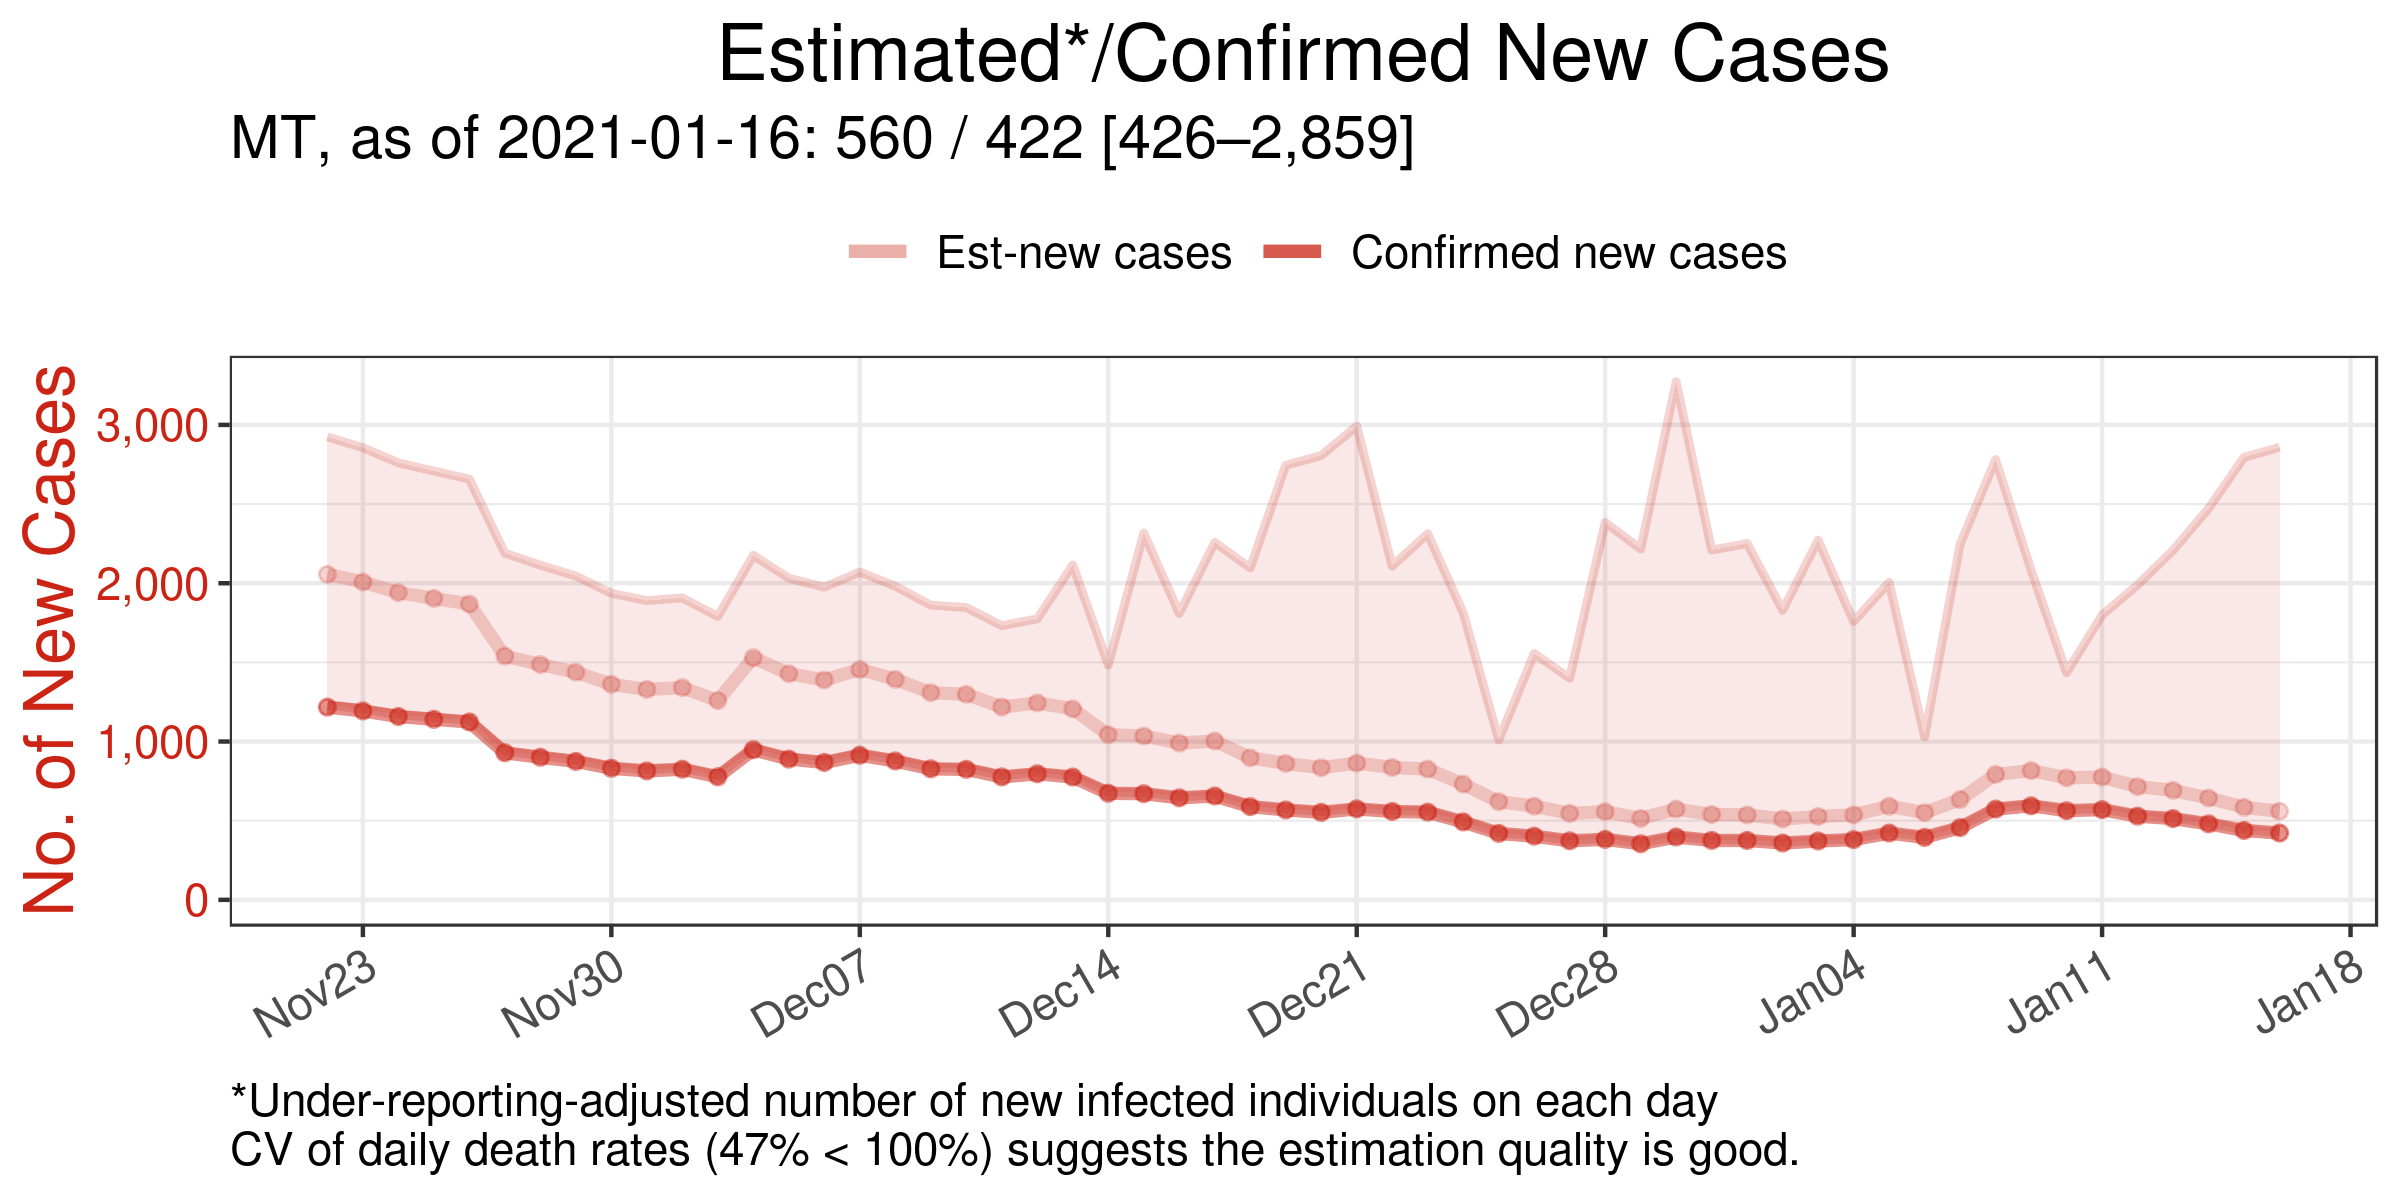 Estimated*/Confirmed New Cases
MT, as of 2021-01-16: 560 / 422 [426–2,859]
Est-new cases
Confirmed new cases
No. of New Cases
3,000
2,000
1,000
0
Nov23
Nov30
Dec07
Dec14
Dec21
Dec28
Jan04
Jan11
Jan18
*Under-reporting-adjusted number of new infected individuals on each day
CV of daily death rates (47% < 100%) suggests the estimation quality is good.